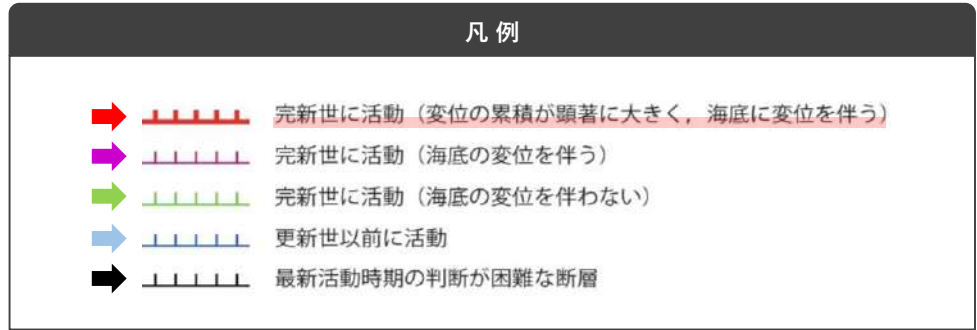 凡 例
完新世に活動（変位の累積が顕著に大きく，海底に変位を伴う）
完新世に活動（海底の変位を伴う）
完新世に活動（海底の変位を伴わない）
更新世以前に活動
最新活動時期の判断が困難な断層